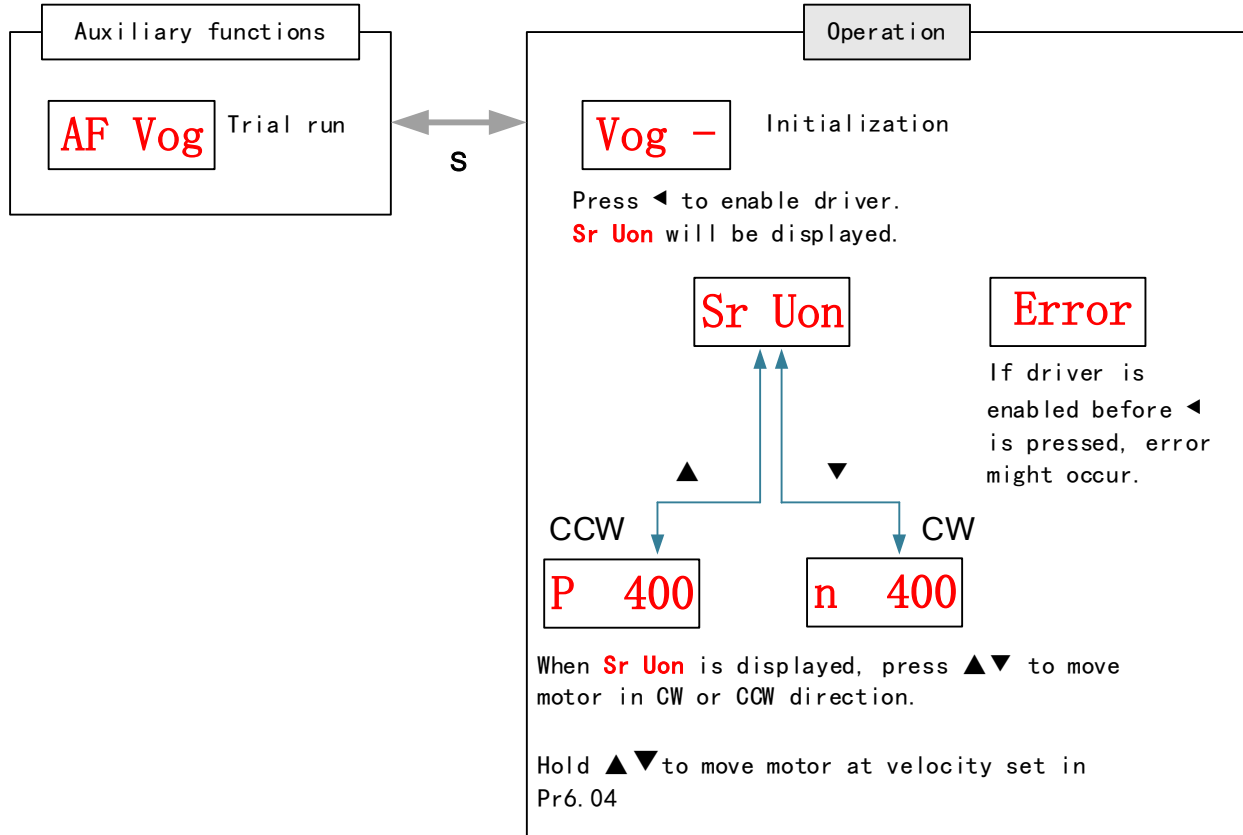 Auxiliary functions
Operation
AF Vog
Trial run
S
Vog -
Initialization
Press ◄ to enable driver.
Sr Uon will be displayed.
Sr Uon
Error
If driver is
enabled before ◄
is pressed, error
might occur.
▲
▼
CCW
CW
P 400
n 400
When Sr Uon is displayed, press ▲▼ to move
motor in CW or CCW direction.
Hold ▲▼to move motor at velocity set in
Pr6.04